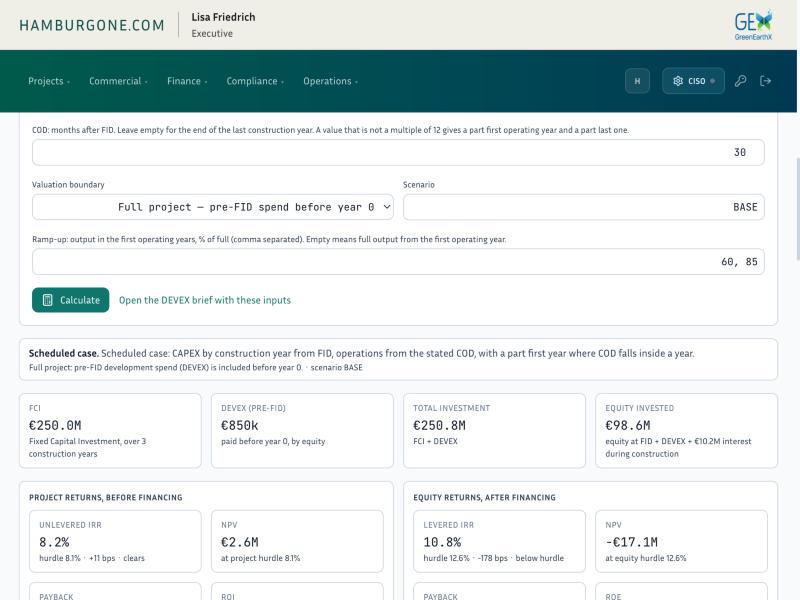 HAMBURGONE.COM
Lisa Friedrich
Executive
GEX
GreenEarthX
Projects
Commercial
Finance
Compliance
Operations
H
CISO
COD: months after FID. Leave empty for the end of the last construction year. A value that is not a multiple of 12 gives a part first operating year and a part last one.
30
Valuation boundary
Scenario
Full project — pre-FID spend before year 0
BASE
Ramp-up: output in the first operating years, % of full (comma separated). Empty means full output from the first operating year.
60, 85
Calculate
Open the DEVEX brief with these inputs
Scheduled case. Scheduled case: CAPEX by construction year from FID, operations from the stated COD, with a part first year where COD falls inside a year.
Full project: pre-FID development spend (DEVEX) is included before year 0. · scenario BASE
FCI
€250.0M
Fixed Capital Investment, over 3
construction years
DEVEX (PRE-FID)
€850k
paid before year 0, by equity
TOTAL INVESTMENT
€250.8M
FCI + DEVEX
EQUITY INVESTED
€98.6M
equity at FID + DEVEX + €10.2M interest
during construction
PROJECT RETURNS, BEFORE FINANCING
UNLEVERED IRR
8.2%
hurdle 8.1% · +11 bps · clears
NPV
€2.6M
at project hurdle 8.1%
PAYBACK
ROI
EQUITY RETURNS, AFTER FINANCING
LEVERED IRR
10.8%
hurdle 12.6% · -178 bps · below hurdle
NPV
-€17.1M
at equity hurdle 12.6%
PAYBACK
ROE